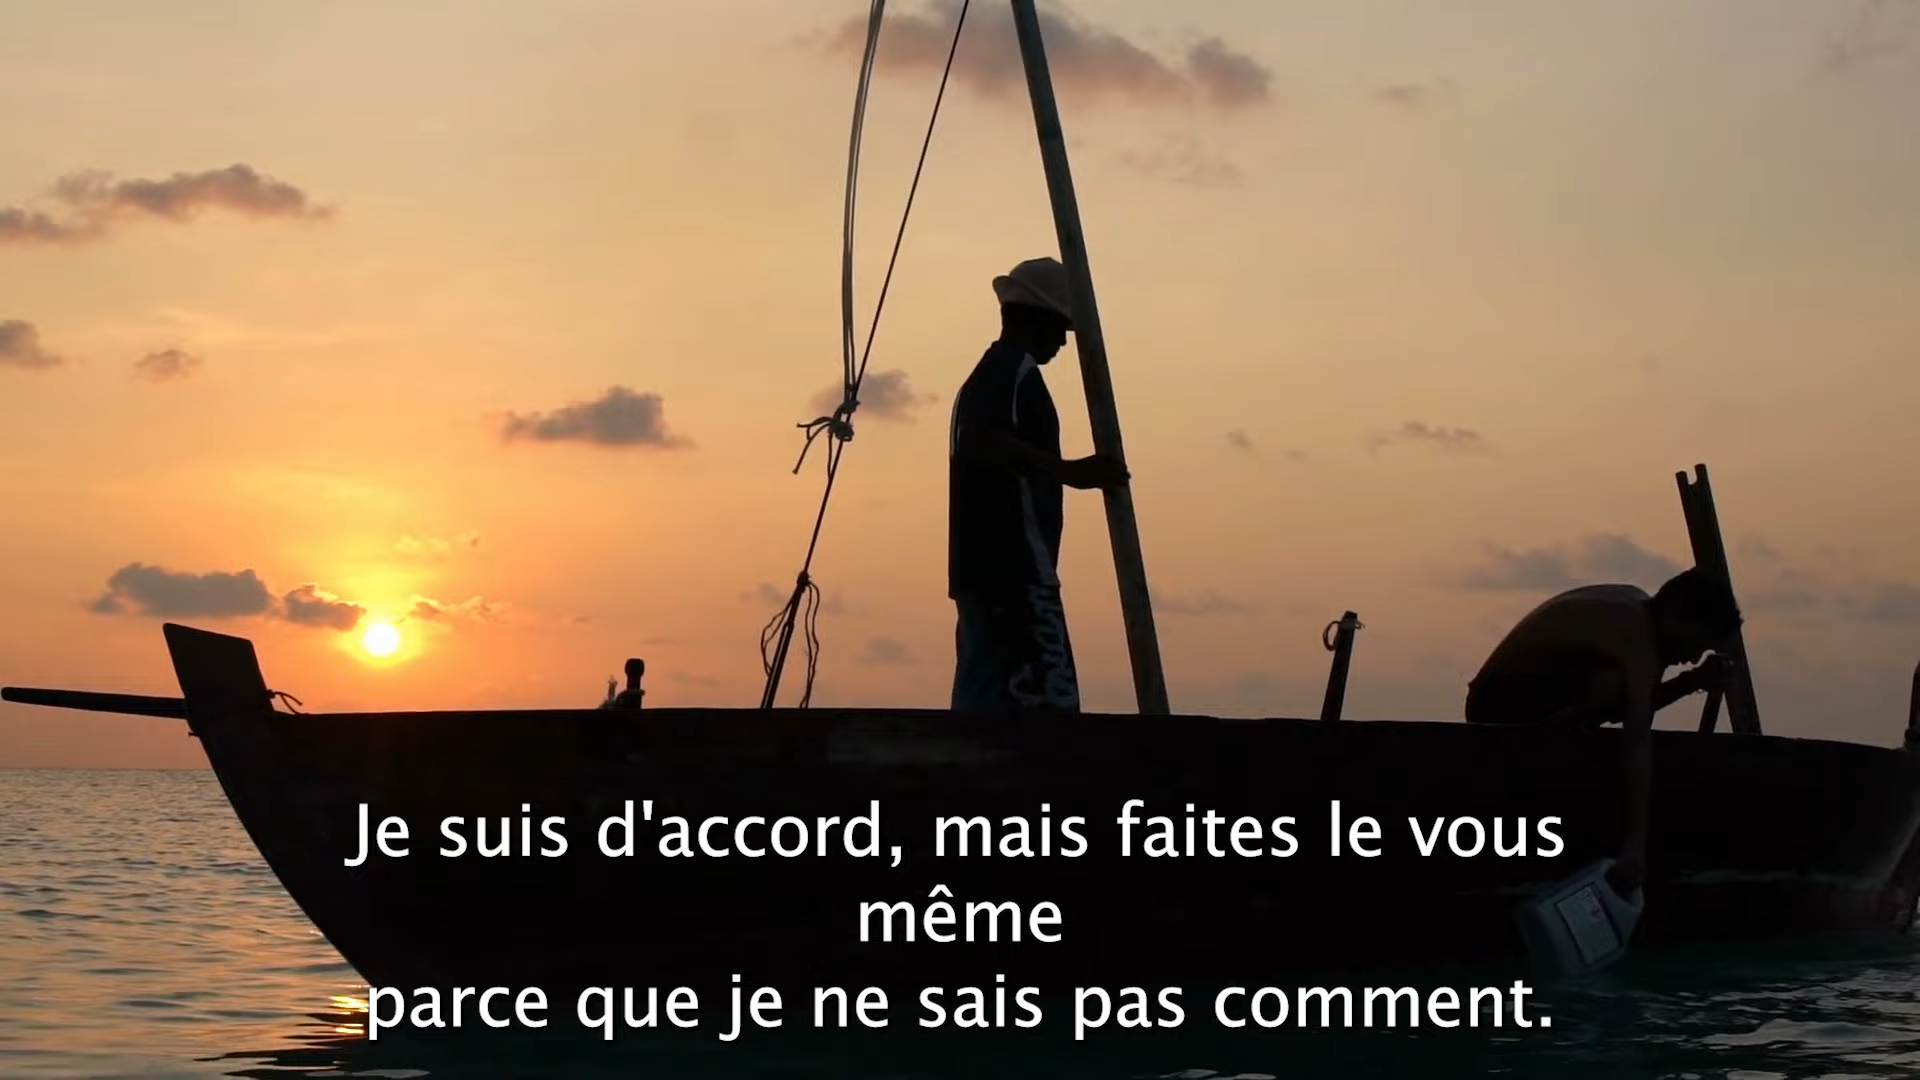 Je suis d'accord, mais faites le vous
même
parce que je ne sais pas comment.